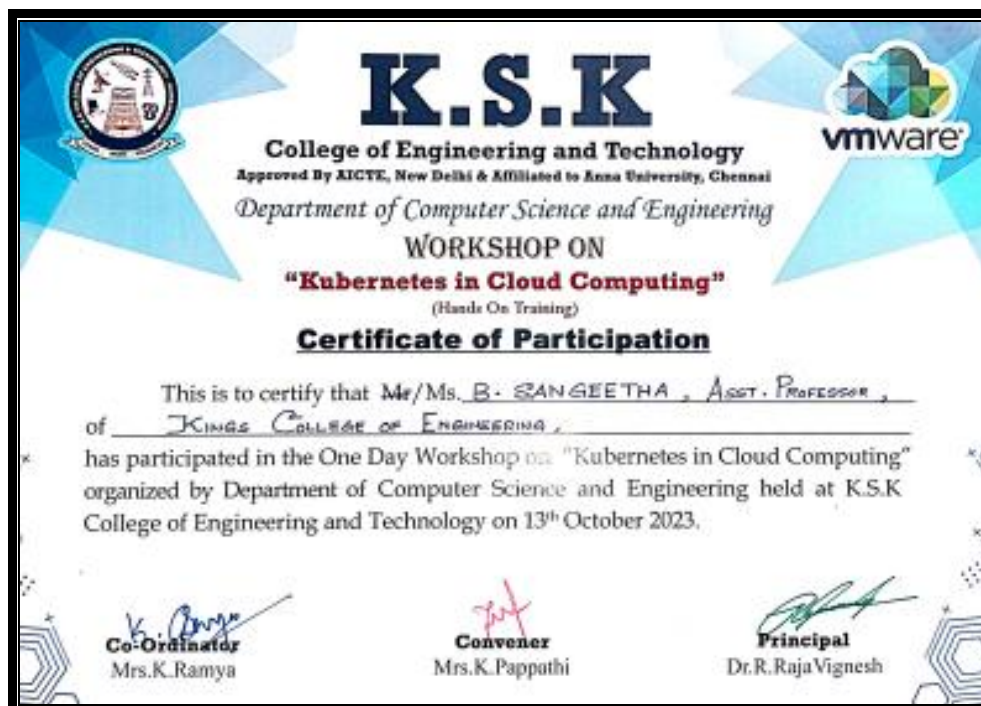 K.S.K
vmware
College of Engineering and Technology
Approved By AICTE, New Delhi & Affiliated to Anna University, Chennai
Department of Computer Science and Engineering
WORKSHOP ON
“Kubernetes in Cloud Computing”
(Hands On Training)
Certificate of Participation
This is to certify that Mr/Ms. B. SANGEETHA, ASST. PROFESSOR,
of KINGS COLLEGE OF ENGINEERING,
has participated in the One Day Workshop on “Kubernetes in Cloud Computing”
organized by Department of Computer Science and Engineering held at K.S.K
College of Engineering and Technology on 13th October 2023.
Co-Ordinator Convener Principal
Mrs.K.Ramya Mrs.K.Pappathi Dr.R.RajaVignesh